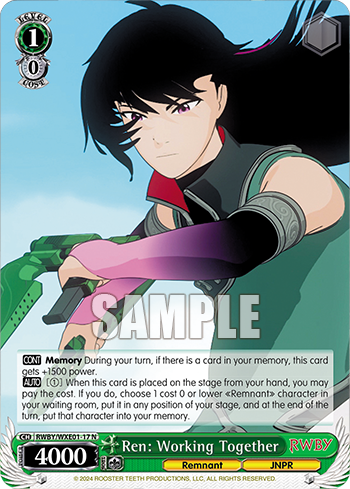 LEVEL
1
0
COST
SAMPLE
CONT Memory During your turn, if there is a card in your memory, this card
gets +1500 power.
AUTO [(1)] When this card is placed on the stage from your hand, you may
pay the cost. If you do, choose 1 cost 0 or lower «Remnant» character in
your waiting room, put it in any position of your stage, and at the end of the
turn, put that character into your memory.
CH RWBY/WXE01-17 N
Ren: Working Together
RWBY
POWER
4000
Remnant
JNPR
© 2024 ROOSTER TEETH PRODUCTIONS, LLC, ALL RIGHTS RESERVED.